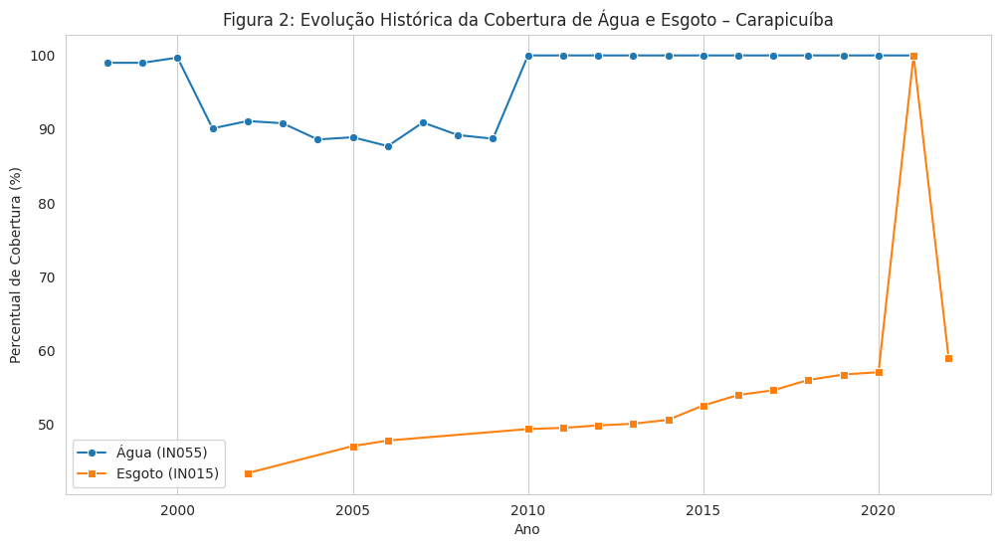 Figura 2: Evolução Histórica da Cobertura de Água e Esgoto – Carapicuíba
Percentual de Cobertura (%)
100
90
80
70
60
50
Água (IN055)
Esgoto (IN015)
2000
2005
2010
2015
2020
Ano